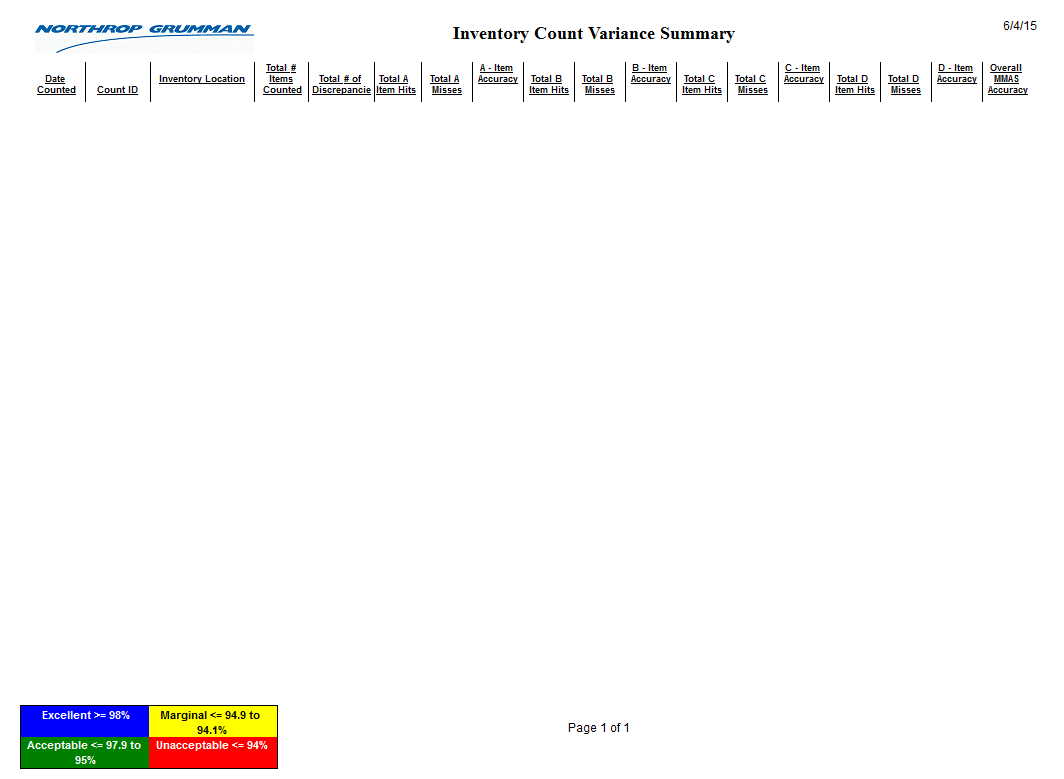 NORTHROP GRUMMAN
Inventory Count Variance Summary
6/4/15
Date
Counted
Count ID
Inventory Location
Total #
Items
Counted
Total # of
Discrepancie
Total A
Item Hits
Total A
Misses
A - Item
Accuracy
Total B
Item Hits
Total B
Misses
B - Item
Accuracy
Total C
Item Hits
Total C
Misses
C - Item
Accuracy
Total D
Item Hits
Total D
Misses
D - Item
Accuracy
Overall
MMAS
Accuracy
Excellent >= 98%
Marginal <= 94.9 to
94.1%
Acceptable <= 97.9 to
95%
Unacceptable <= 94%
Page 1 of 1